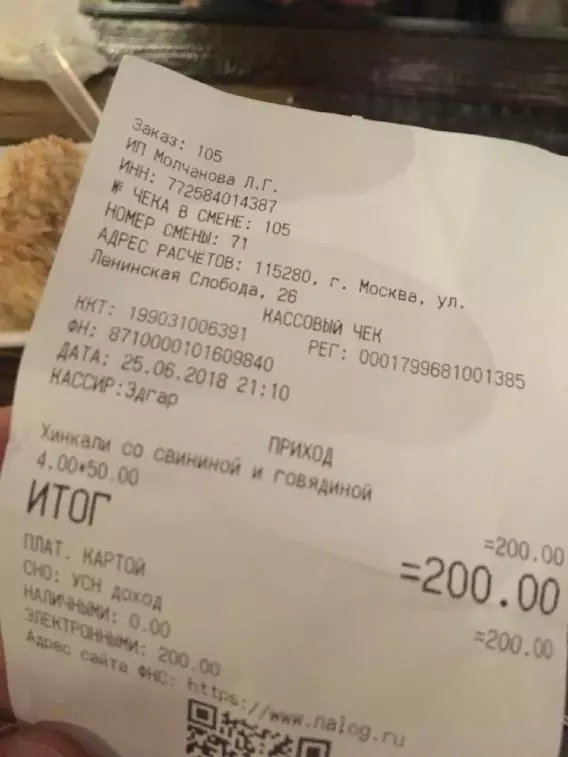 Заказ: 105
ИП Молчанова Л.Г.
ИНН: 772584014387
№ ЧЕКА В СМЕНЕ: 105
НОМЕР СМЕНЫ: 71
АДРЕС РАСЧЕТОВ: 115280, г. Москва, ул.
Ленинская Слобода, 26
КАССОВЫЙ ЧЕК
ККТ: 199031006391 РЕГ: 0001799681001385
ФН: 8710000101609840
ДАТА: 25.06.2018 21:10
КАССИР:Эдгар
ПРИХОД
Хинкали со свининой и говядиной
4.00*50.00 =200.00
ИТОГ =200.00
ПЛАТ. КАРТОЙ =200.00
СНО: УСН доход
НАЛИЧНЫМИ: 0.00
ЭЛЕКТРОННЫМИ: 200.00
Адрес сайта ФНС: https://www.nalog.ru